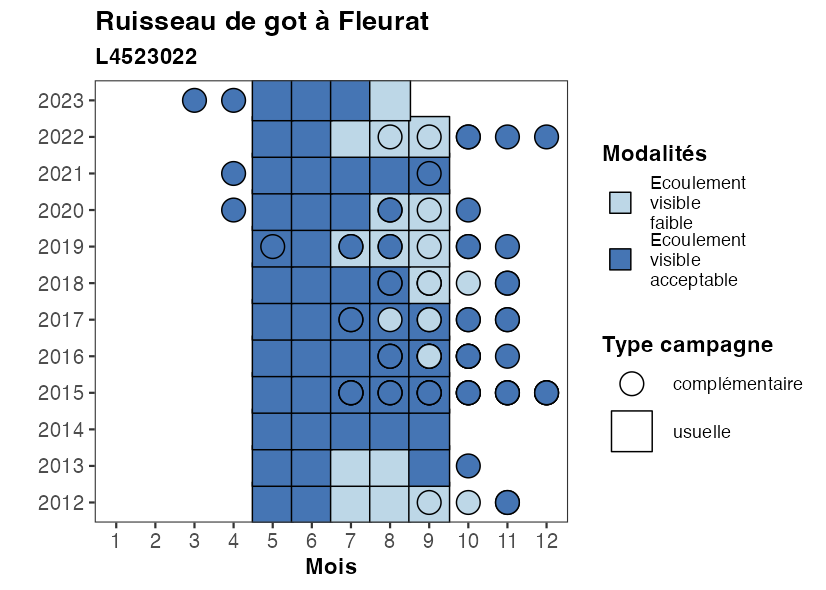 Ruisseau de got à Fleurat
L4523022
2023
2022
2021
2020
2019
2018
2017
2016
2015
2014
2013
2012
1 2 3 4 5 6 7 8 9 10 11 12
Mois
Modalités
Ecoulement
visible
faible
Ecoulement
visible
acceptable
Type campagne
complémentaire
usuelle